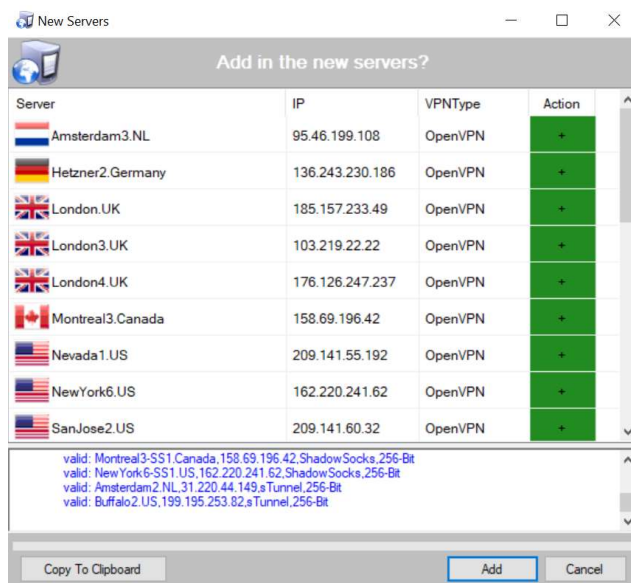 New Servers
Add in the new servers?
Server IP VPNType Action
Amsterdam3.NL 95.46.199.108 OpenVPN +
Hetzner2.Germany 136.243.230.186 OpenVPN +
London.UK 185.157.233.49 OpenVPN +
London3.UK 103.219.22.22 OpenVPN +
London4.UK 176.126.247.237 OpenVPN +
Montreal3.Canada 158.69.196.42 OpenVPN +
Nevada1.US 209.141.55.192 OpenVPN +
NewYork6.US 162.220.241.62 OpenVPN +
SanJose2.US 209.141.60.32 OpenVPN +
valid: Montreal3-SS1.Canada,158.69.196.42,ShadowSocks,256-Bit
valid: NewYork6-SS1.US,162.220.241.62,ShadowSocks,256-Bit
valid: Amsterdam2.NL,31.220.44.149,sTunnel,256-Bit
valid: Buffalo2.US,199.195.253.82,sTunnel,256-Bit
Copy To Clipboard Add Cancel